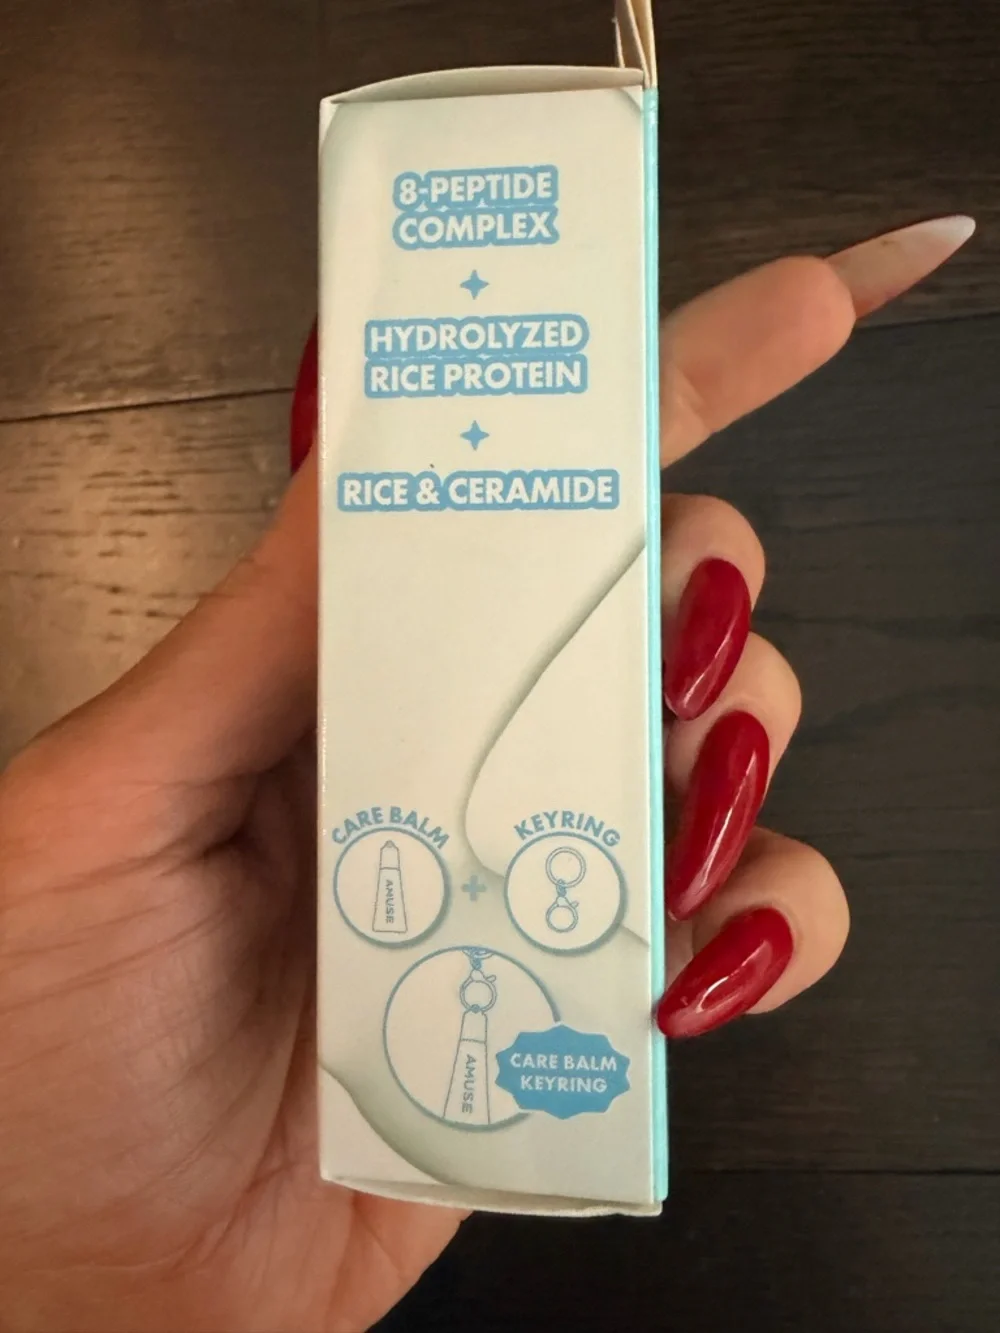 8-PEPTIDE
COMPLEX
HYDROLYZED
RICE PROTEIN
RICE & CERAMIDE
CARE BALM
KEYRING
AMUSE
+
AMUSE
CARE BALM
KEYRING